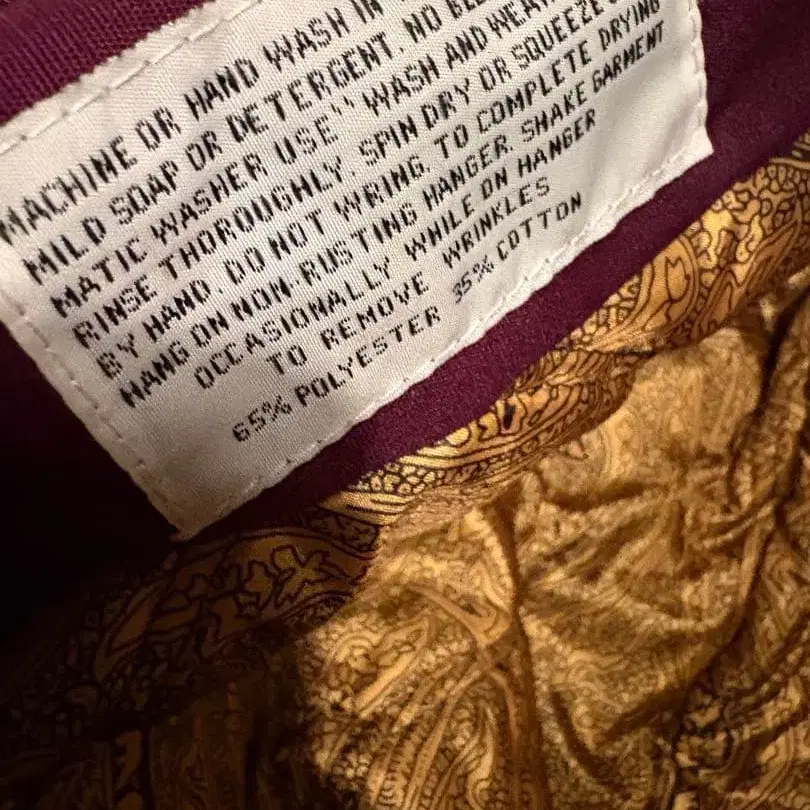 MACHINE OR HAND WASH IN
MILD SOAP OR DETERGENT. NO
MATIC WASHER USE" WASH AND WEAR
RINSE THOROUGHLY. SPIN DRY OR SQUEEZE
BY HAND. DO NOT WRING. TO COMPLETE DRYING
HANG ON NON-RUSTING HANGER. SHAKE GARMENT
OCCASIONALLY WHILE ON HANGER
TO REMOVE WRINKLES
65% POLYESTER 35% COTTON